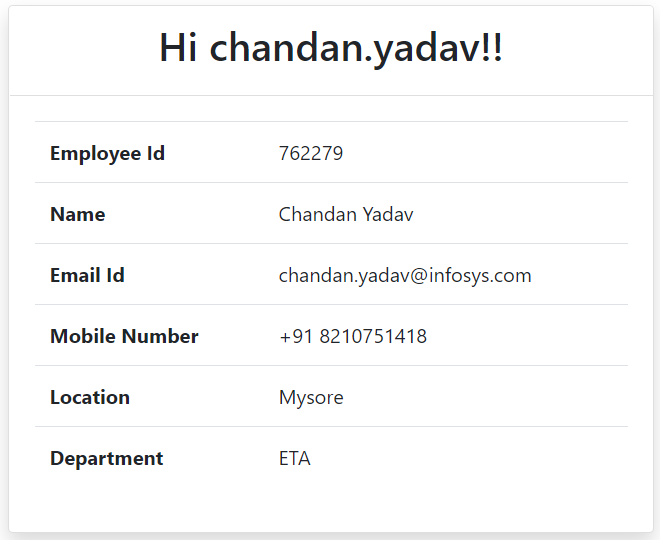 Hi chandan.yadav!!
Employee Id 762279
Name Chandan Yadav
Email Id chandan.yadav@infosys.com
Mobile Number +91 8210751418
Location Mysore
Department ETA